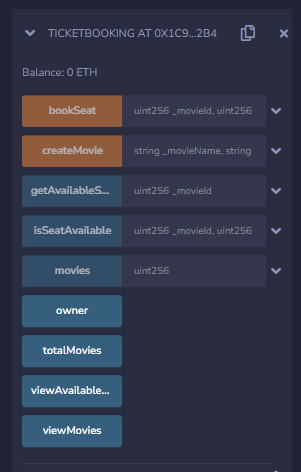 TICKETBOOKING AT 0X1C9...2B4
Balance: 0 ETH
bookSeat uint256 _movieId, uint256
createMovie string _movieName, string
getAvailableS... uint256 _movieId
isSeatAvailable uint256 _movieId, uint256
movies uint256
owner
totalMovies
viewAvailable...
viewMovies